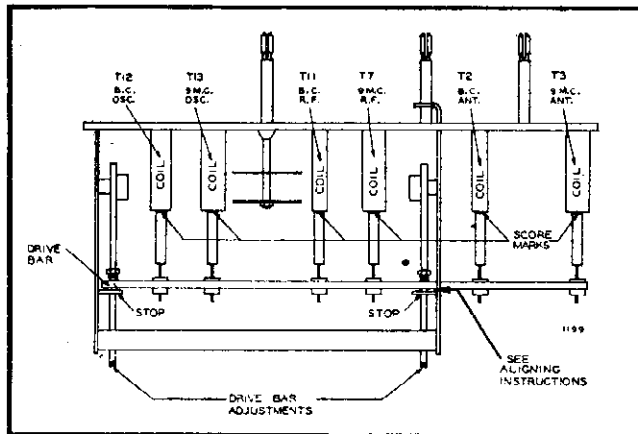 T12
B.C.
OSC.
T13
9 M.C.
OSC.
T11
B.C.
R.F.
T7
9 M.C.
R.F.
T2
B.C.
ANT.
T3
9 M.C.
ANT.
COIL
COIL
COIL
COIL
COIL
COIL
SCORE
MARKS
DRIVE
BAR
STOP
STOP
1199
SEE
ALIGNING
INSTRUCTIONS
DRIVE BAR
ADJUSTMENTS